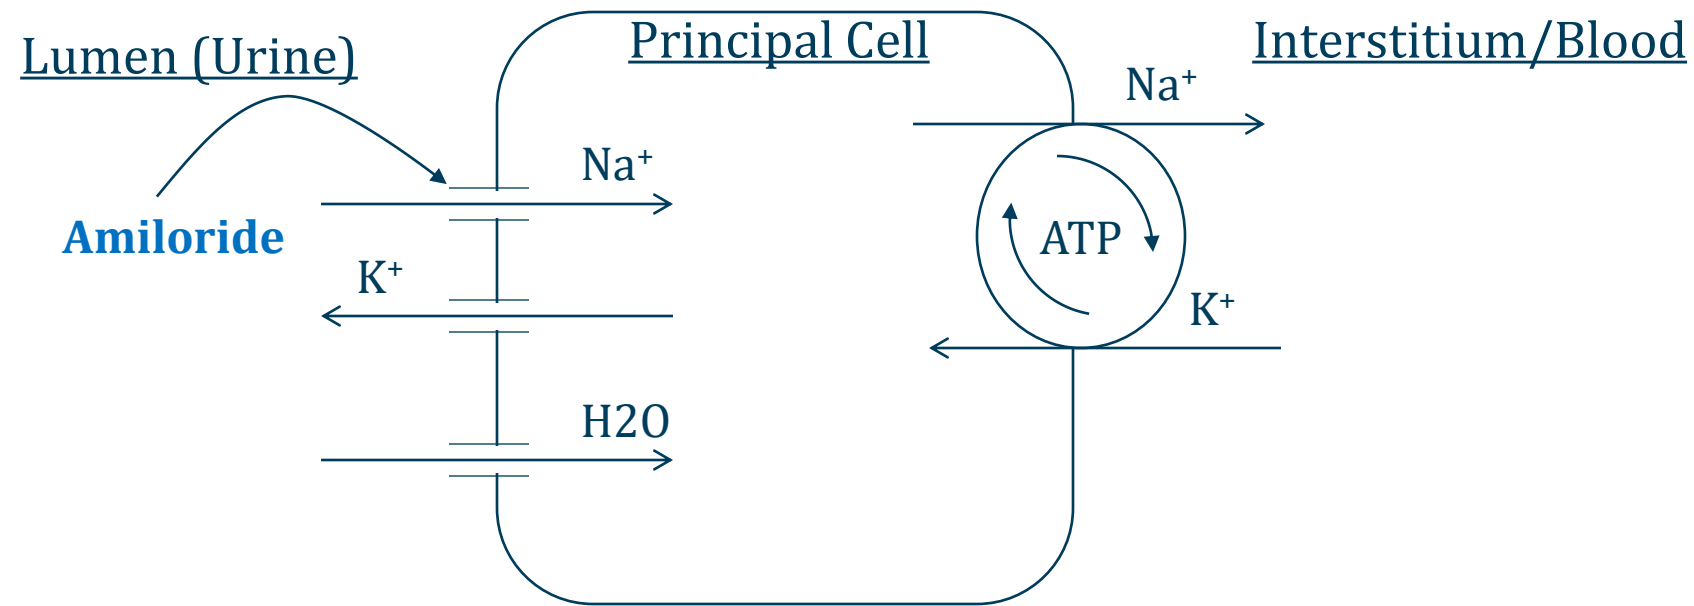 Lumen (Urine)
Principal Cell
Interstitium/Blood
Na⁺
Na⁺
Amiloride
ATP
K⁺
K⁺
H2O